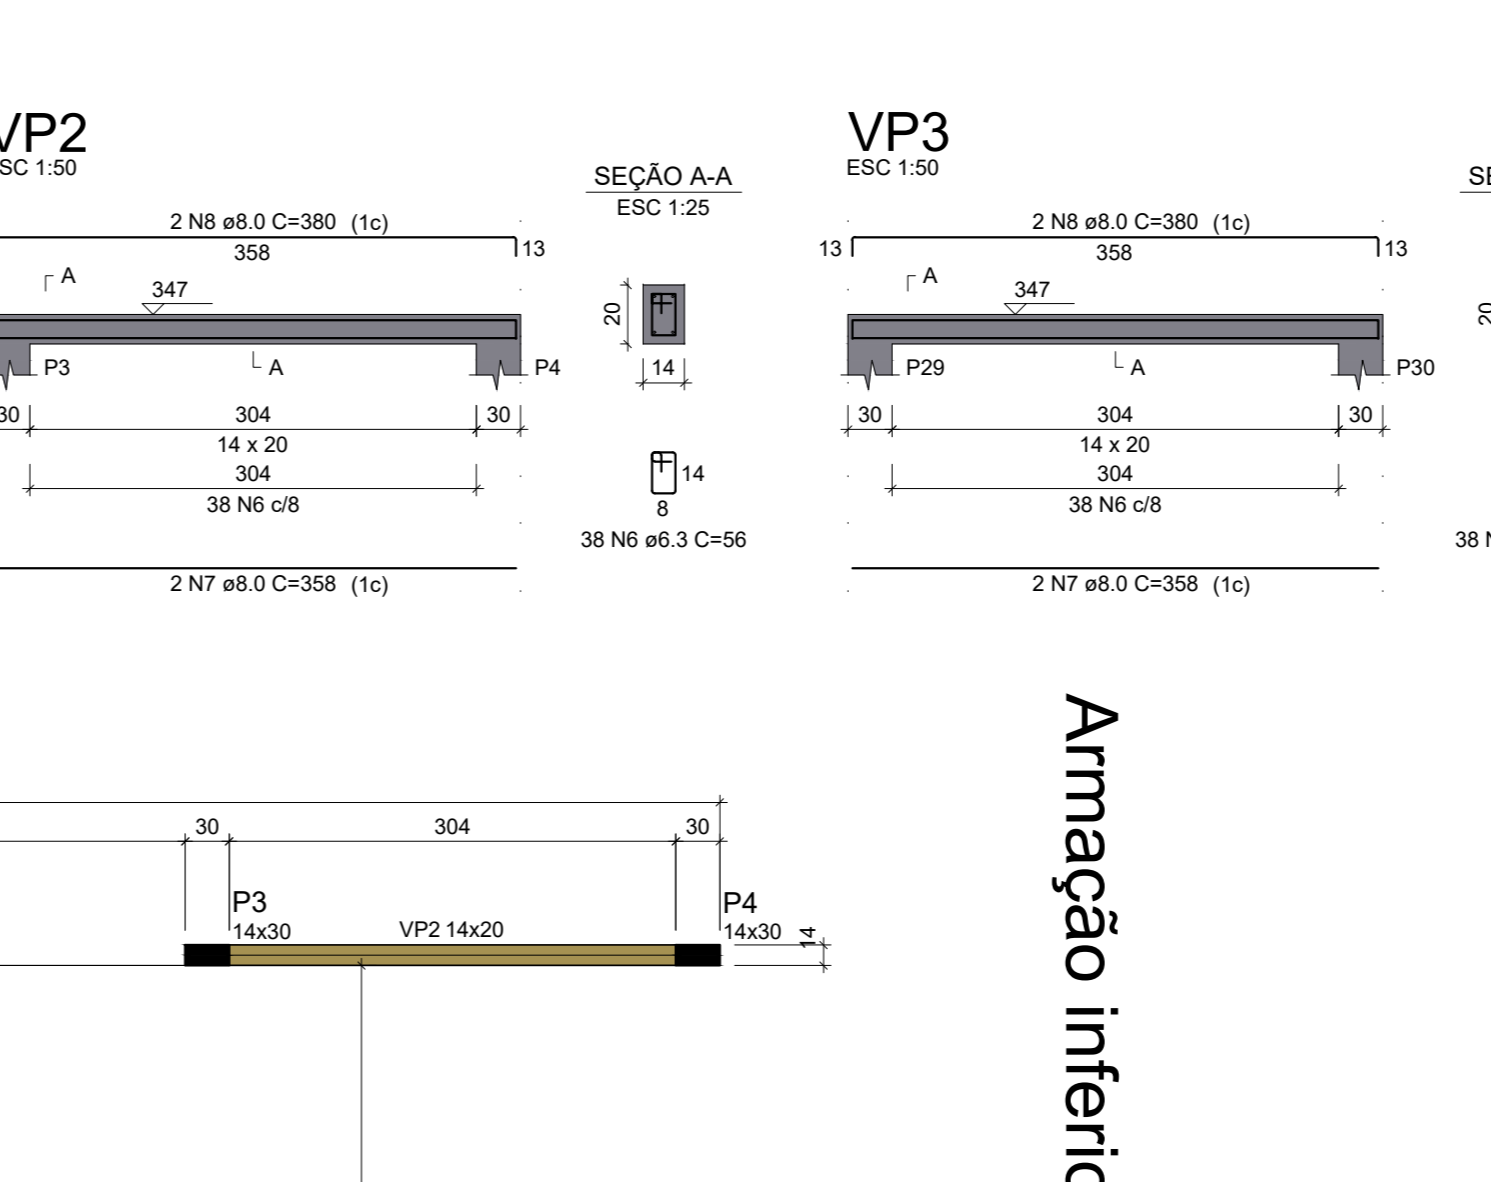 VP2
ESC 1:50
2 N8 ø8.0 C=380 (1c)
358
13
A
347
P3
A
P4
30
304
30
14 x 20
304
38 N6 c/8
2 N7 ø8.0 C=358 (1c)
SEÇÃO A-A
ESC 1:25
20
14
14
8
38 N6 ø6.3 C=56
VP3
ESC 1:50
2 N8 ø8.0 C=380 (1c)
13
358
13
A
347
P29
A
P30
30
304
30
14 x 20
304
38 N6 c/8
2 N7 ø8.0 C=358 (1c)
SE
20
38 N
30
304
30
P3
14x30
VP2 14x20
P4
14x30
14
Armação inferio